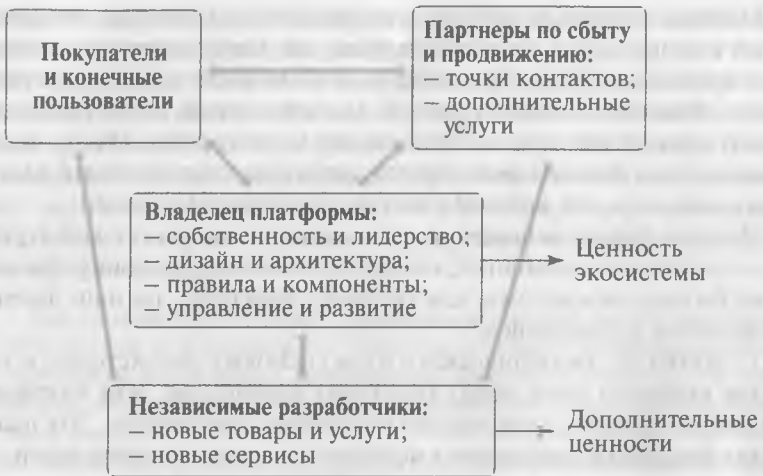 Покупатели
и конечные
пользователи
Партнеры по сбыту
и продвижению:
– точки контактов;
– дополнительные
услуги
Владелец платформы:
– собственность и лидерство;
– дизайн и архитектура;
– правила и компоненты;
– управление и развитие
Ценность
экосистемы
Независимые разработчики:
– новые товары и услуги;
– новые сервисы
Дополнительные
ценности